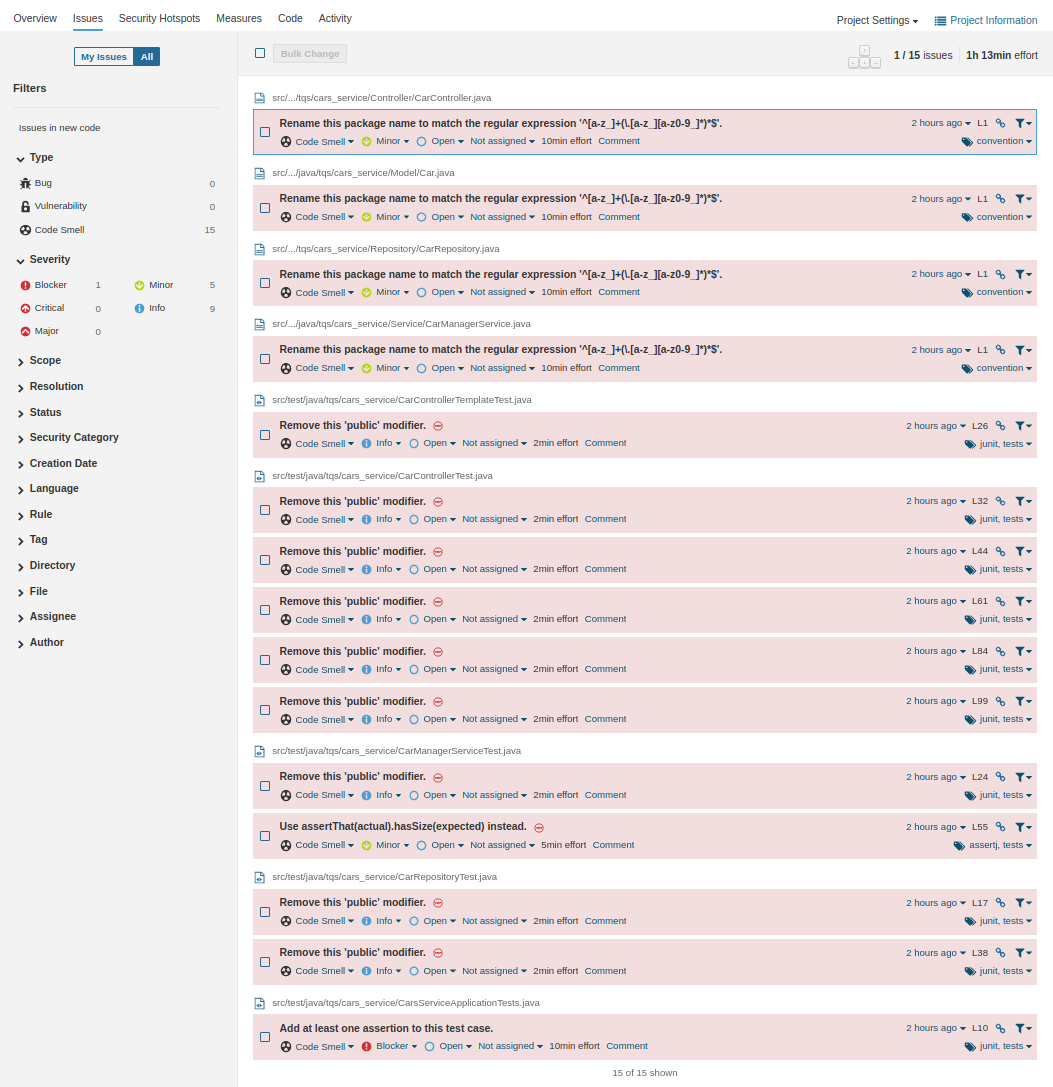 Overview Issues Security Hotspots Measures Code Activity Project Settings Project Information
My Issues All
Bulk Change
1 / 15 issues 1h 13min effort
Filters
Issues in new code
Type
Bug 0
Vulnerability 0
Code Smell 15
Severity
Blocker 1 Minor 5
Critical 0 Info 9
Major 0
Scope
Resolution
Status
Security Category
Creation Date
Language
Rule
Tag
Directory
File
Assignee
Author
src/.../tqs/cars_service/Controller/CarController.java
Rename this package name to match the regular expression '^[a-z_]+(\.[a-z_][a-z0-9_]*)*$'. 2 hours ago L1
Code Smell Minor Open Not assigned 10min effort Comment convention
src/.../java/tqs/cars_service/Model/Car.java
Rename this package name to match the regular expression '^[a-z_]+(\.[a-z_][a-z0-9_]*)*$'. 2 hours ago L1
Code Smell Minor Open Not assigned 10min effort Comment convention
src/.../tqs/cars_service/Repository/CarRepository.java
Rename this package name to match the regular expression '^[a-z_]+(\.[a-z_][a-z0-9_]*)*$'. 2 hours ago L1
Code Smell Minor Open Not assigned 10min effort Comment convention
src/.../java/tqs/cars_service/Service/CarManagerService.java
Rename this package name to match the regular expression '^[a-z_]+(\.[a-z_][a-z0-9_]*)*$'. 2 hours ago L1
Code Smell Minor Open Not assigned 10min effort Comment convention
src/test/java/tqs/cars_service/CarControllerTemplateTest.java
Remove this 'public' modifier. 2 hours ago L26
Code Smell Info Open Not assigned 2min effort Comment junit, tests
src/test/java/tqs/cars_service/CarControllerTest.java
Remove this 'public' modifier. 2 hours ago L32
Code Smell Info Open Not assigned 2min effort Comment junit, tests
Remove this 'public' modifier. 2 hours ago L44
Code Smell Info Open Not assigned 2min effort Comment junit, tests
Remove this 'public' modifier. 2 hours ago L61
Code Smell Info Open Not assigned 2min effort Comment junit, tests
Remove this 'public' modifier. 2 hours ago L84
Code Smell Info Open Not assigned 2min effort Comment junit, tests
Remove this 'public' modifier. 2 hours ago L99
Code Smell Info Open Not assigned 2min effort Comment junit, tests
src/test/java/tqs/cars_service/CarManagerServiceTest.java
Remove this 'public' modifier. 2 hours ago L24
Code Smell Info Open Not assigned 2min effort Comment junit, tests
Use assertThat(actual).hasSize(expected) instead. 2 hours ago L55
Code Smell Minor Open Not assigned 5min effort Comment assertj, tests
src/test/java/tqs/cars_service/CarRepositoryTest.java
Remove this 'public' modifier. 2 hours ago L17
Code Smell Info Open Not assigned 2min effort Comment junit, tests
Remove this 'public' modifier. 2 hours ago L38
Code Smell Info Open Not assigned 2min effort Comment junit, tests
src/test/java/tqs/cars_service/CarsServiceApplicationTests.java
Add at least one assertion to this test case. 2 hours ago L10
Code Smell Blocker Open Not assigned 10min effort Comment junit, tests
15 of 15 shown